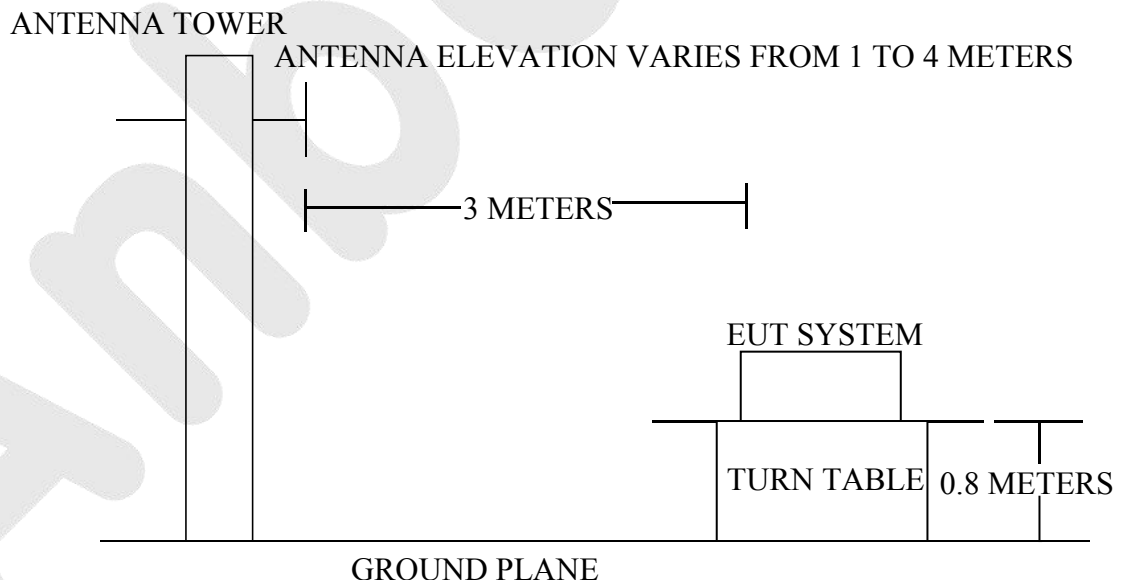 ANTENNA TOWER
ANTENNA ELEVATION VARIES FROM 1 TO 4 METERS
3 METERS
EUT SYSTEM
TURN TABLE
0.8 METERS
GROUND PLANE